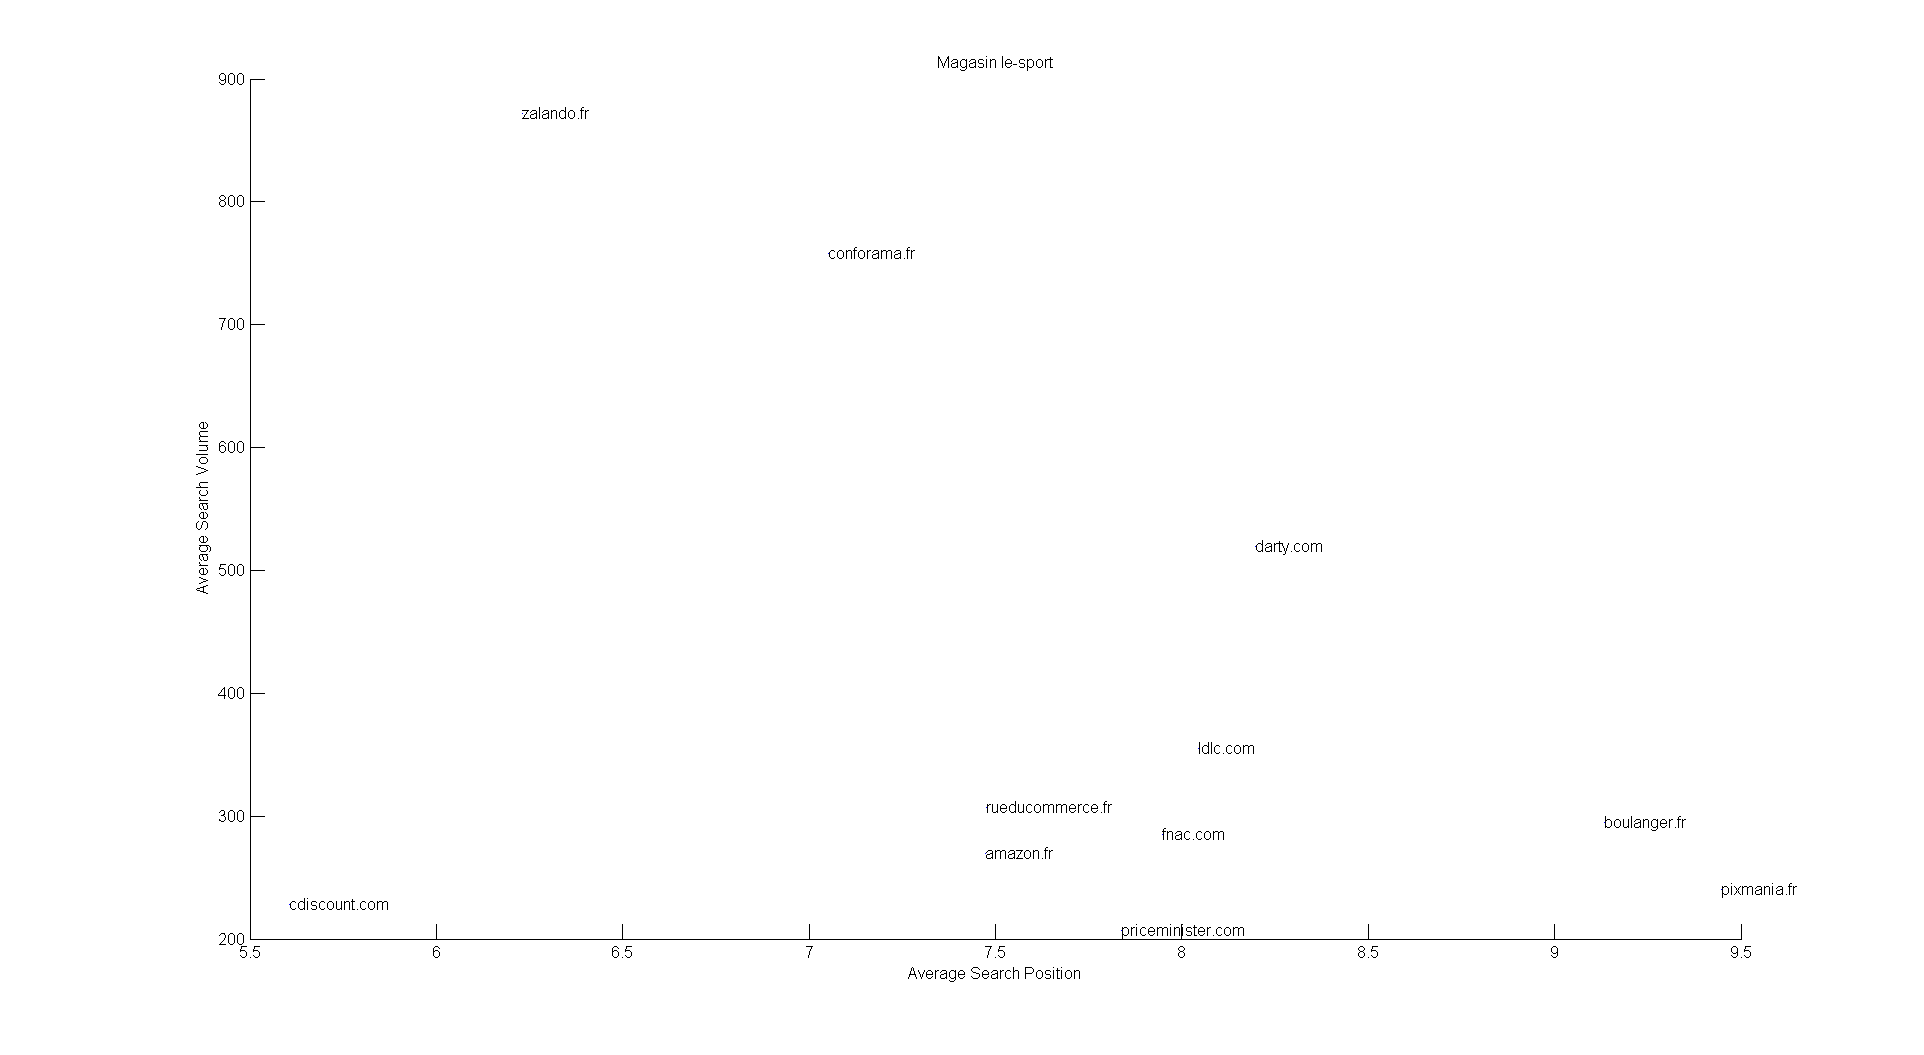 Magasin le-sport
900
zalando.fr
800
conforama.fr
700
600
Average Search Volume
darty.com
500
400
ldlc.com
rueducommerce.fr
300
boulanger.fr
fnac.com
amazon.fr
pixmania.fr
cdiscount.com
priceminister.com
200
5.5 6 6.5 7 7.5 8 8.5 9 9.5
Average Search Position